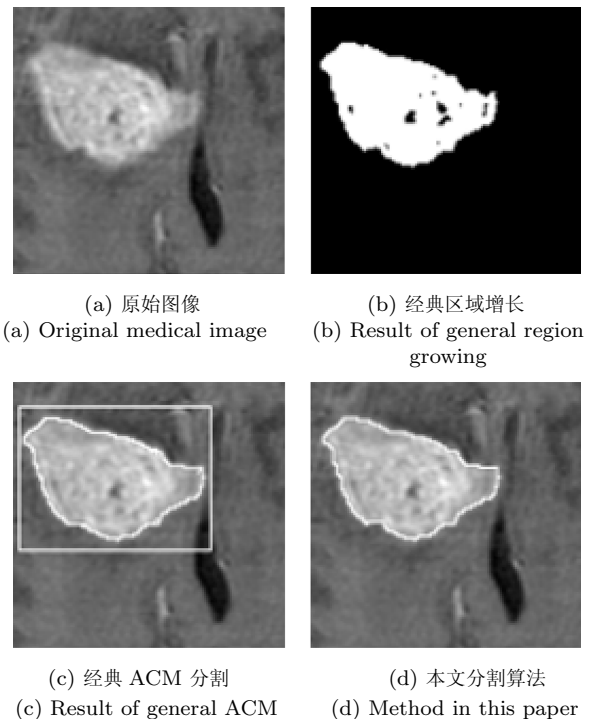 (a) 原始图像
(a) Original medical image
(b) 经典区域增长
(b) Result of general region
growing
(c) 经典 ACM 分割
(c) Result of general ACM
(d) 本文分割算法
(d) Method in this paper